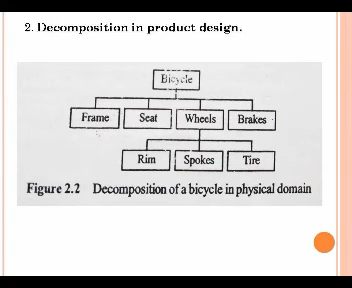 2. Decomposition in product design.
Bicycle
Frame Seat Wheels Brakes
Rim Spokes Tire
Figure 2.2 Decomposition of a bicycle in physical domain